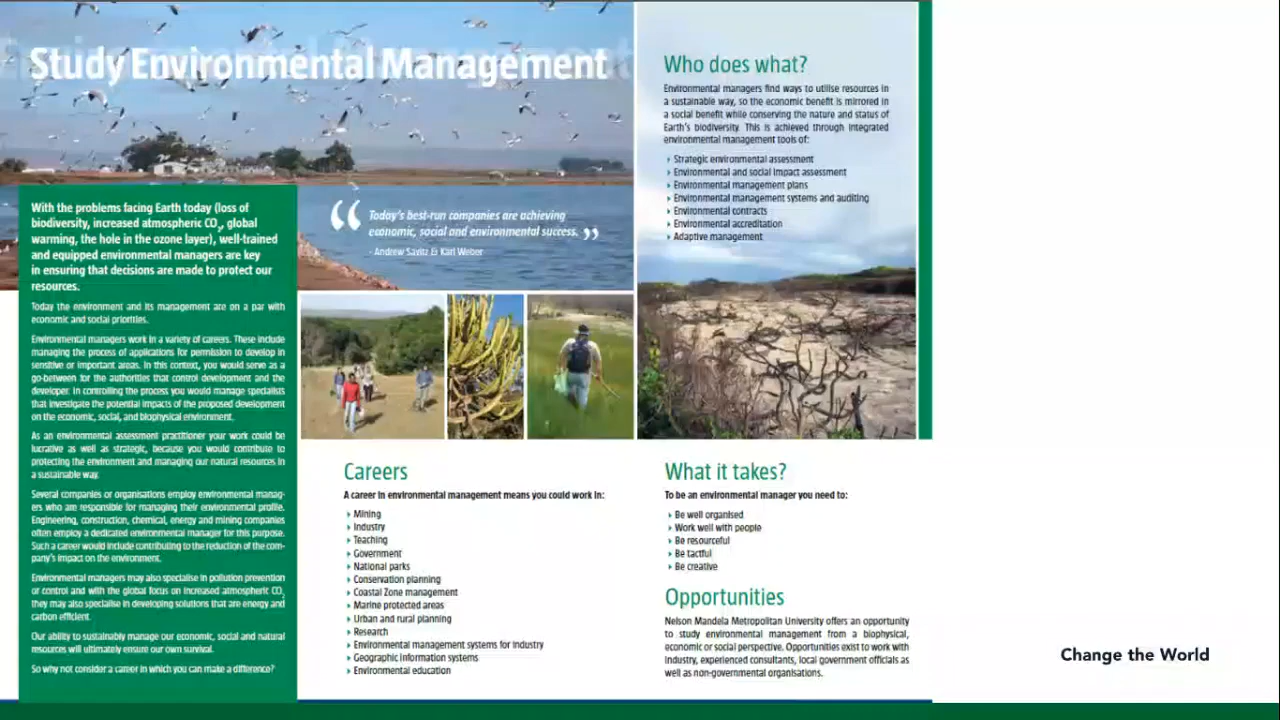 Study Environmental Management
With the problems facing Earth today (loss of
biodiversity, increased atmospheric CO2, global
warming, the hole in the ozone layer), well-trained
and equipped environmental managers are key
in ensuring that decisions are made to protect our
resources.
Today the environment and its management are on a par with
economic and social priorities.
Environmental managers work in a variety of careers. These include
managing the process of applications for permission to develop in
sensitive or important areas. In this context, you would serve as a
go-between for the authorities that control development and the
developer. In controlling the process you would manage specialists
that investigate the potential impacts of the proposed development
on the economic, social, and biophysical environment.
As an environmental assessment practitioner your work could be
lucrative as well as strategic, because you would contribute to
protecting the environment and managing our natural resources in
a sustainable way.
Several companies or organisations employ environmental manag-
ers who are responsible for managing their environmental profile.
Engineering, construction, chemical, energy and mining companies
often employ a dedicated environmental manager for this purpose.
Such a career would include contributing to the reduction of the com-
pany's impact on the environment.
Environmental managers may also specialise in pollution prevention
or control and with the global focus on increased atmospheric CO2
they may also specialise in developing solutions that are energy and
carbon efficient.
Our ability to sustainably manage our economic, social and natural
resources will ultimately ensure our own survival.
So why not consider a career in which you can make a difference?
“ Today's best-run companies are achieving
economic, social and environmental success. ”
- Andrew Savitz & Karl Weber
Who does what?
Environmental managers find ways to utilise resources in
a sustainable way, so the economic benefit is mirrored in
a social benefit while conserving the nature and status of
Earth's biodiversity. This is achieved through integrated
environmental management tools of:
Strategic environmental assessment
Environmental and social impact assessment
Environmental management plans
Environmental management systems and auditing
Environmental contracts
Environmental accreditation
Adaptive management
Careers
A career in environmental management means you could work in:
Mining
Industry
Teaching
Government
National parks
Conservation planning
Coastal Zone management
Marine protected areas
Urban and rural planning
Research
Environmental management systems for industry
Geographic information systems
Environmental education
What it takes?
To be an environmental manager you need to:
Be well organised
Work well with people
Be resourceful
Be tactful
Be creative
Opportunities
Nelson Mandela Metropolitan University offers an opportunity
to study environmental management from a biophysical,
economic or social perspective. Opportunities exist to work with
industry, experienced consultants, local government officials as
well as non-governmental organisations.
Change the World